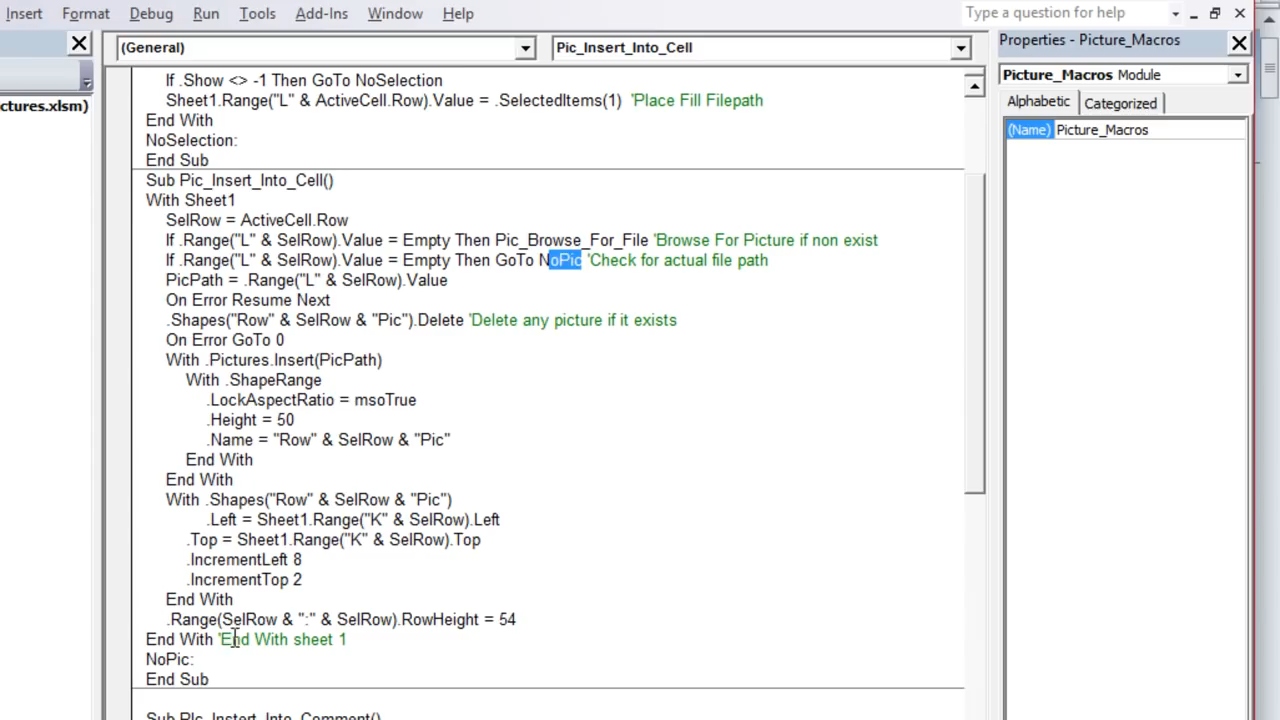 Insert Format Debug Run Tools Add-Ins Window Help Type a question for help
(General) Pic_Insert_Into_Cell
Properties - Picture_Macros
Picture_Macros Module
Alphabetic Categorized
(Name) Picture_Macros
ctures.xlsm)
If .Show <> -1 Then GoTo NoSelection
Sheet1.Range("L" & ActiveCell.Row).Value = .SelectedItems(1) 'Place Fill Filepath
End With
NoSelection:
End Sub
Sub Pic_Insert_Into_Cell()
With Sheet1
SelRow = ActiveCell.Row
If .Range("L" & SelRow).Value = Empty Then Pic_Browse_For_File 'Browse For Picture if non exist
If .Range("L" & SelRow).Value = Empty Then GoTo NoPic 'Check for actual file path
PicPath = .Range("L" & SelRow).Value
On Error Resume Next
.Shapes("Row" & SelRow & "Pic").Delete 'Delete any picture if it exists
On Error GoTo 0
With .Pictures.Insert(PicPath)
With .ShapeRange
.LockAspectRatio = msoTrue
.Height = 50
.Name = "Row" & SelRow & "Pic"
End With
End With
With .Shapes("Row" & SelRow & "Pic")
.Left = Sheet1.Range("K" & SelRow).Left
.Top = Sheet1.Range("K" & SelRow).Top
.IncrementLeft 8
.IncrementTop 2
End With
.Range(SelRow & ":" & SelRow).RowHeight = 54
End With 'End With sheet 1
NoPic:
End Sub
Sub Pic_Instert_Into_Comment()